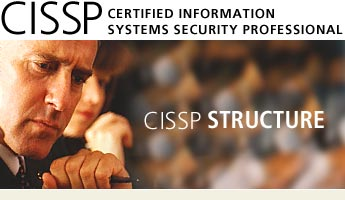 CISSP CERTIFIED INFORMATION
SYSTEMS SECURITY PROFESSIONAL
CISSP STRUCTURE